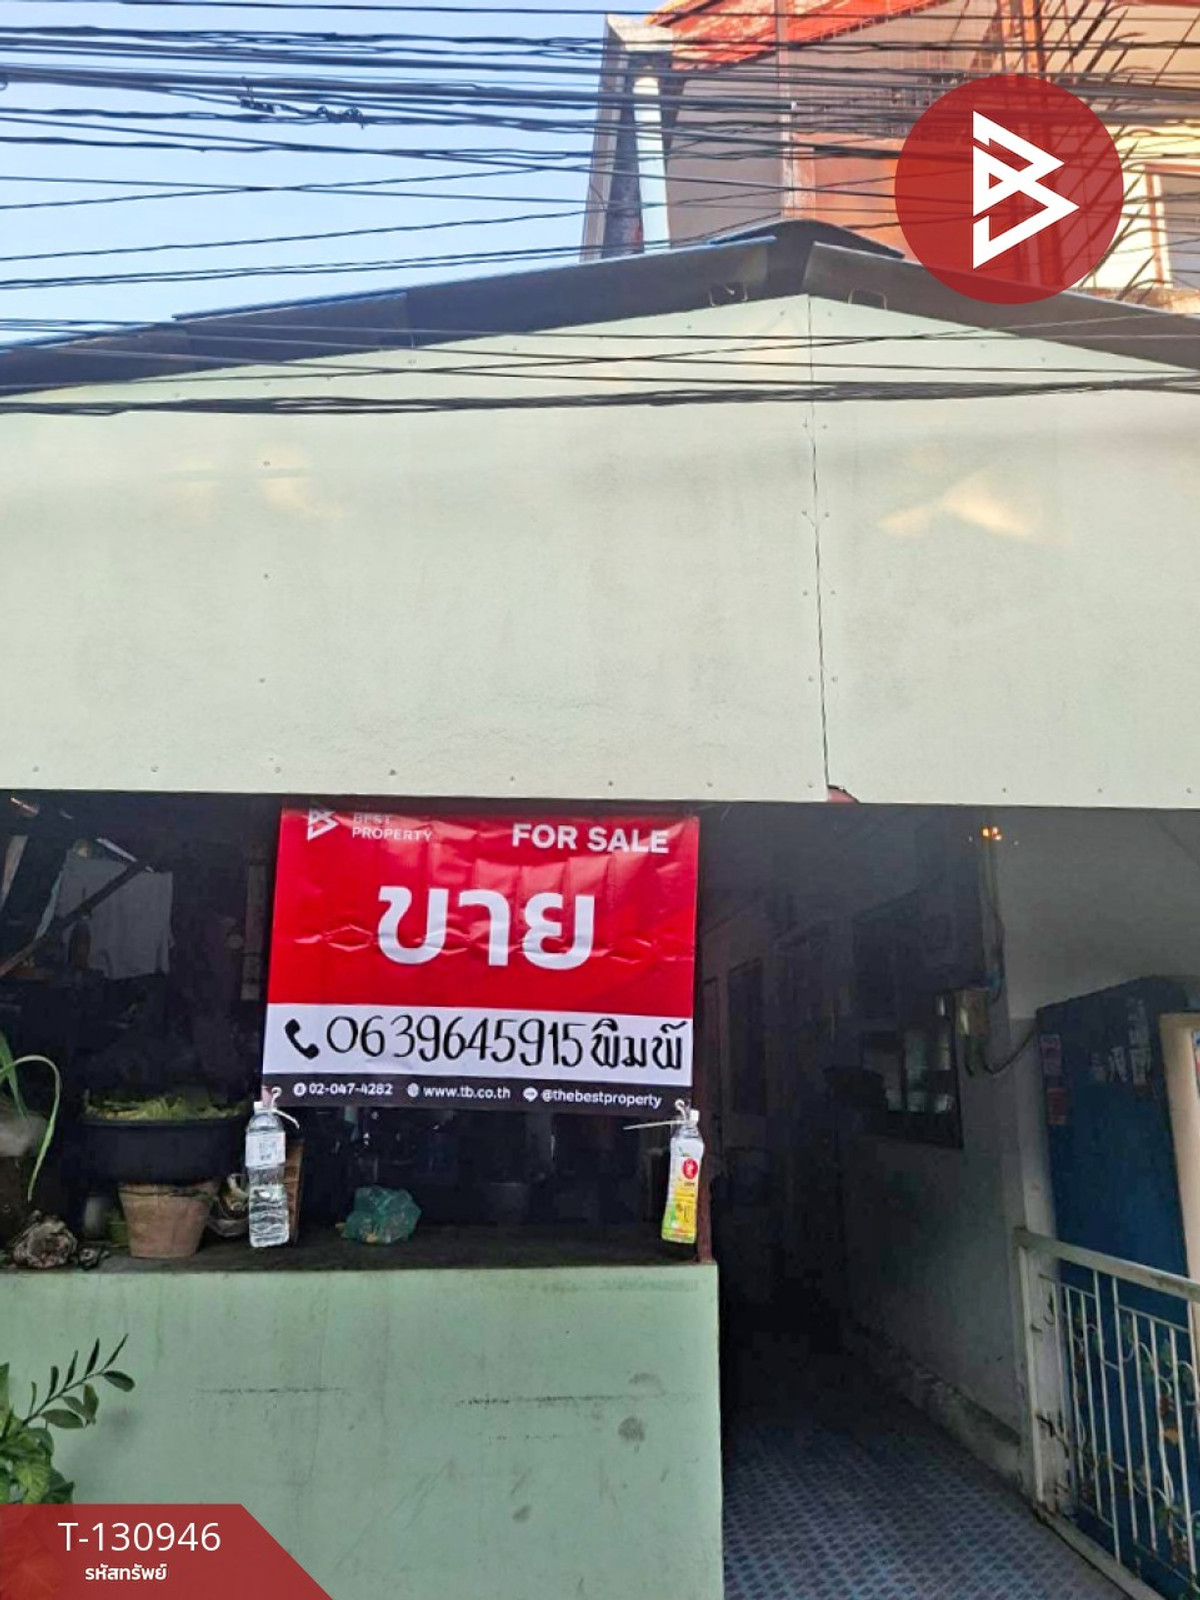 BEST
PROPERTY
FOR SALE
ขาย
0639645915 พิมพ์
02-047-4282 www.tb.co.th @thebestproperty
T-130946
รหัสทรัพย์